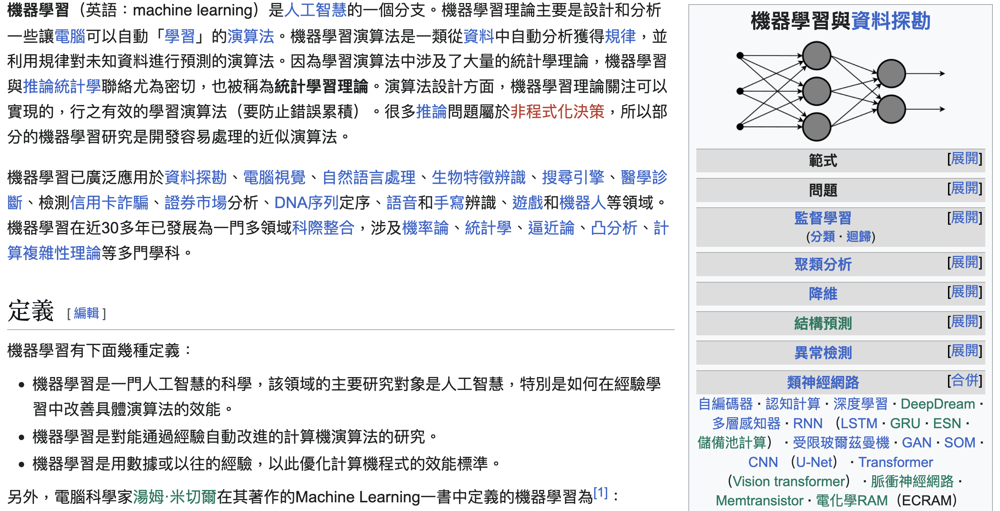 機器學習（英語：machine learning）是人工智慧的一個分支。機器學習理論主要是設計和分析
一些讓電腦可以自動「學習」的演算法。機器學習演算法是一類從資料中自動分析獲得規律，並
利用規律對未知資料進行預測的演算法。因為學習演算法中涉及了大量的統計學理論，機器學習
與推論統計學聯絡尤為密切，也被稱為統計學習理論。演算法設計方面，機器學習理論關注可以
實現的，行之有效的學習演算法（要防止錯誤累積）。很多推論問題屬於非程式化決策，所以部
分的機器學習研究是開發容易處理的近似演算法。
機器學習已廣泛應用於資料探勘、電腦視覺、自然語言處理、生物特徵辨識、搜尋引擎、醫學診
斷、檢測信用卡詐騙、證券市場分析、DNA序列定序、語音和手寫辨識、遊戲和機器人等領域。
機器學習在近30多年已發展為一門多領域科際整合，涉及機率論、統計學、逼近論、凸分析、計
算複雜性理論等多門學科。
定義 [編輯]
機器學習有下面幾種定義：
• 機器學習是一門人工智慧的科學，該領域的主要研究對象是人工智慧，特別是如何在經驗學
習中改善具體演算法的效能。
• 機器學習是對能通過經驗自動改進的計算機演算法的研究。
• 機器學習是用數據或以往的經驗，以此優化計算機程式的效能標準。
另外，電腦科學家湯姆·米切爾在其著作的Machine Learning一書中定義的機器學習為[1]：
機器學習與資料探勘
範式 [展開]
問題 [展開]
監督學習 [展開]
(分類 · 迴歸)
聚類分析 [展開]
降維 [展開]
結構預測 [展開]
異常檢測 [展開]
類神經網路 [合併]
自編碼器 · 認知計算 · 深度學習 · DeepDream ·
多層感知器 · RNN （LSTM · GRU · ESN ·
儲備池計算） · 受限玻爾茲曼機 · GAN · SOM ·
CNN （U-Net） · Transformer
（Vision transformer） · 脈衝神經網路 ·
Memtransistor · 電化學RAM（ECRAM）